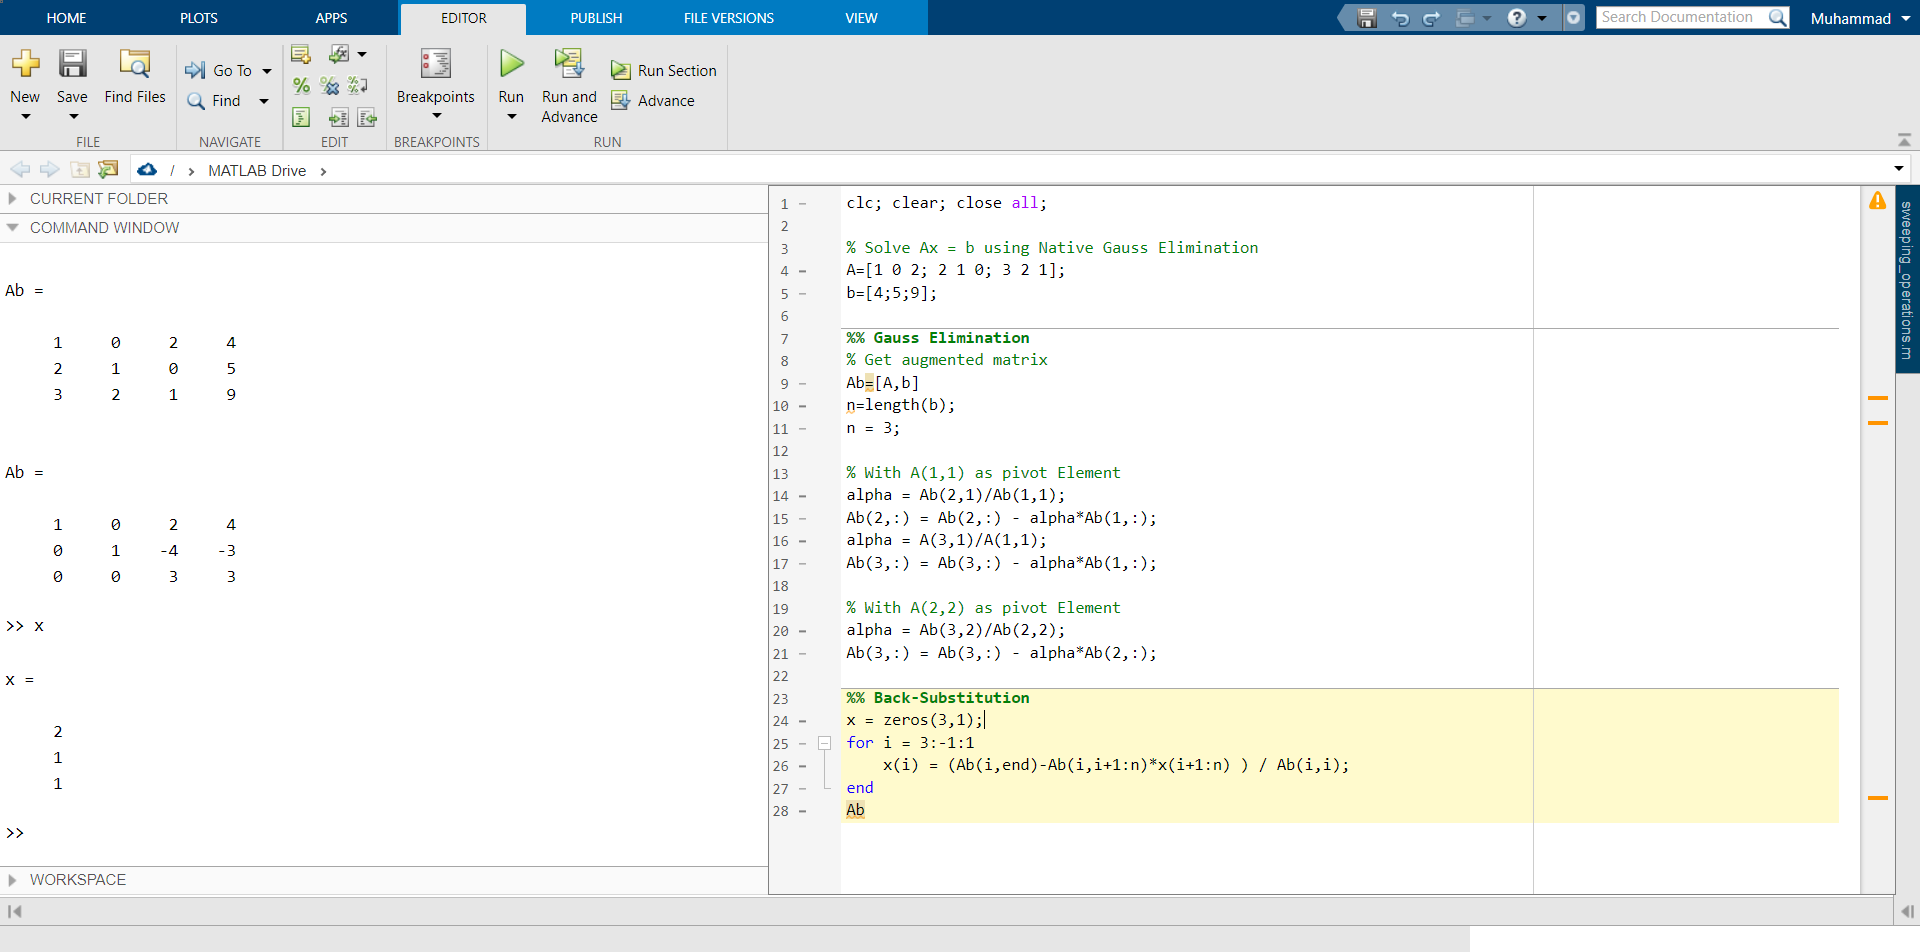 HOME PLOTS APPS EDITOR PUBLISH FILE VERSIONS VIEW Search Documentation Muhammad
Go To Run Section
New Save Find Files Find Breakpoints Run Run and Advance Advance
FILE NAVIGATE EDIT BREAKPOINTS RUN
/ › MATLAB Drive ›
CURRENT FOLDER
COMMAND WINDOW
Ab =
1 0 2 4
2 1 0 5
3 2 1 9
Ab =
1 0 2 4
0 1 -4 -3
0 0 3 3
>> x
x =
2
1
1
>>
WORKSPACE
1 – clc; clear; close all;
2
3 % Solve Ax = b using Native Gauss Elimination
4 – A=[1 0 2; 2 1 0; 3 2 1];
5 – b=[4;5;9];
6
7 %% Gauss Elimination
8 % Get augmented matrix
9 – Ab=[A,b]
10 – n=length(b);
11 – n = 3;
12
13 % With A(1,1) as pivot Element
14 – alpha = Ab(2,1)/Ab(1,1);
15 – Ab(2,:) = Ab(2,:) - alpha*Ab(1,:);
16 – alpha = A(3,1)/A(1,1);
17 – Ab(3,:) = Ab(3,:) - alpha*Ab(1,:);
18
19 % With A(2,2) as pivot Element
20 – alpha = Ab(3,2)/Ab(2,2);
21 – Ab(3,:) = Ab(3,:) - alpha*Ab(2,:);
22
23 %% Back-Substitution
24 – x = zeros(3,1);
25 – for i = 3:-1:1
26 – x(i) = (Ab(i,end)-Ab(i,i+1:n)*x(i+1:n) ) / Ab(i,i);
27 – end
28 – Ab
sweeping_operations.m